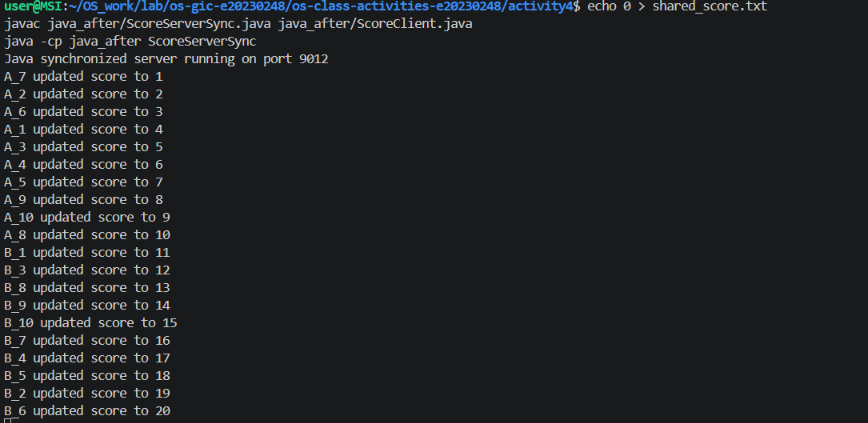 user@MSI:~/OS_work/lab/os-gic-e20230248/os-class-activities-e20230248/activity4$ echo 0 > shared_score.txt
javac java_after/ScoreServerSync.java java_after/ScoreClient.java
java -cp java_after ScoreServerSync
Java synchronized server running on port 9012
A_7 updated score to 1
A_2 updated score to 2
A_6 updated score to 3
A_1 updated score to 4
A_3 updated score to 5
A_4 updated score to 6
A_5 updated score to 7
A_9 updated score to 8
A_10 updated score to 9
A_8 updated score to 10
B_1 updated score to 11
B_3 updated score to 12
B_8 updated score to 13
B_9 updated score to 14
B_10 updated score to 15
B_7 updated score to 16
B_4 updated score to 17
B_5 updated score to 18
B_2 updated score to 19
B_6 updated score to 20